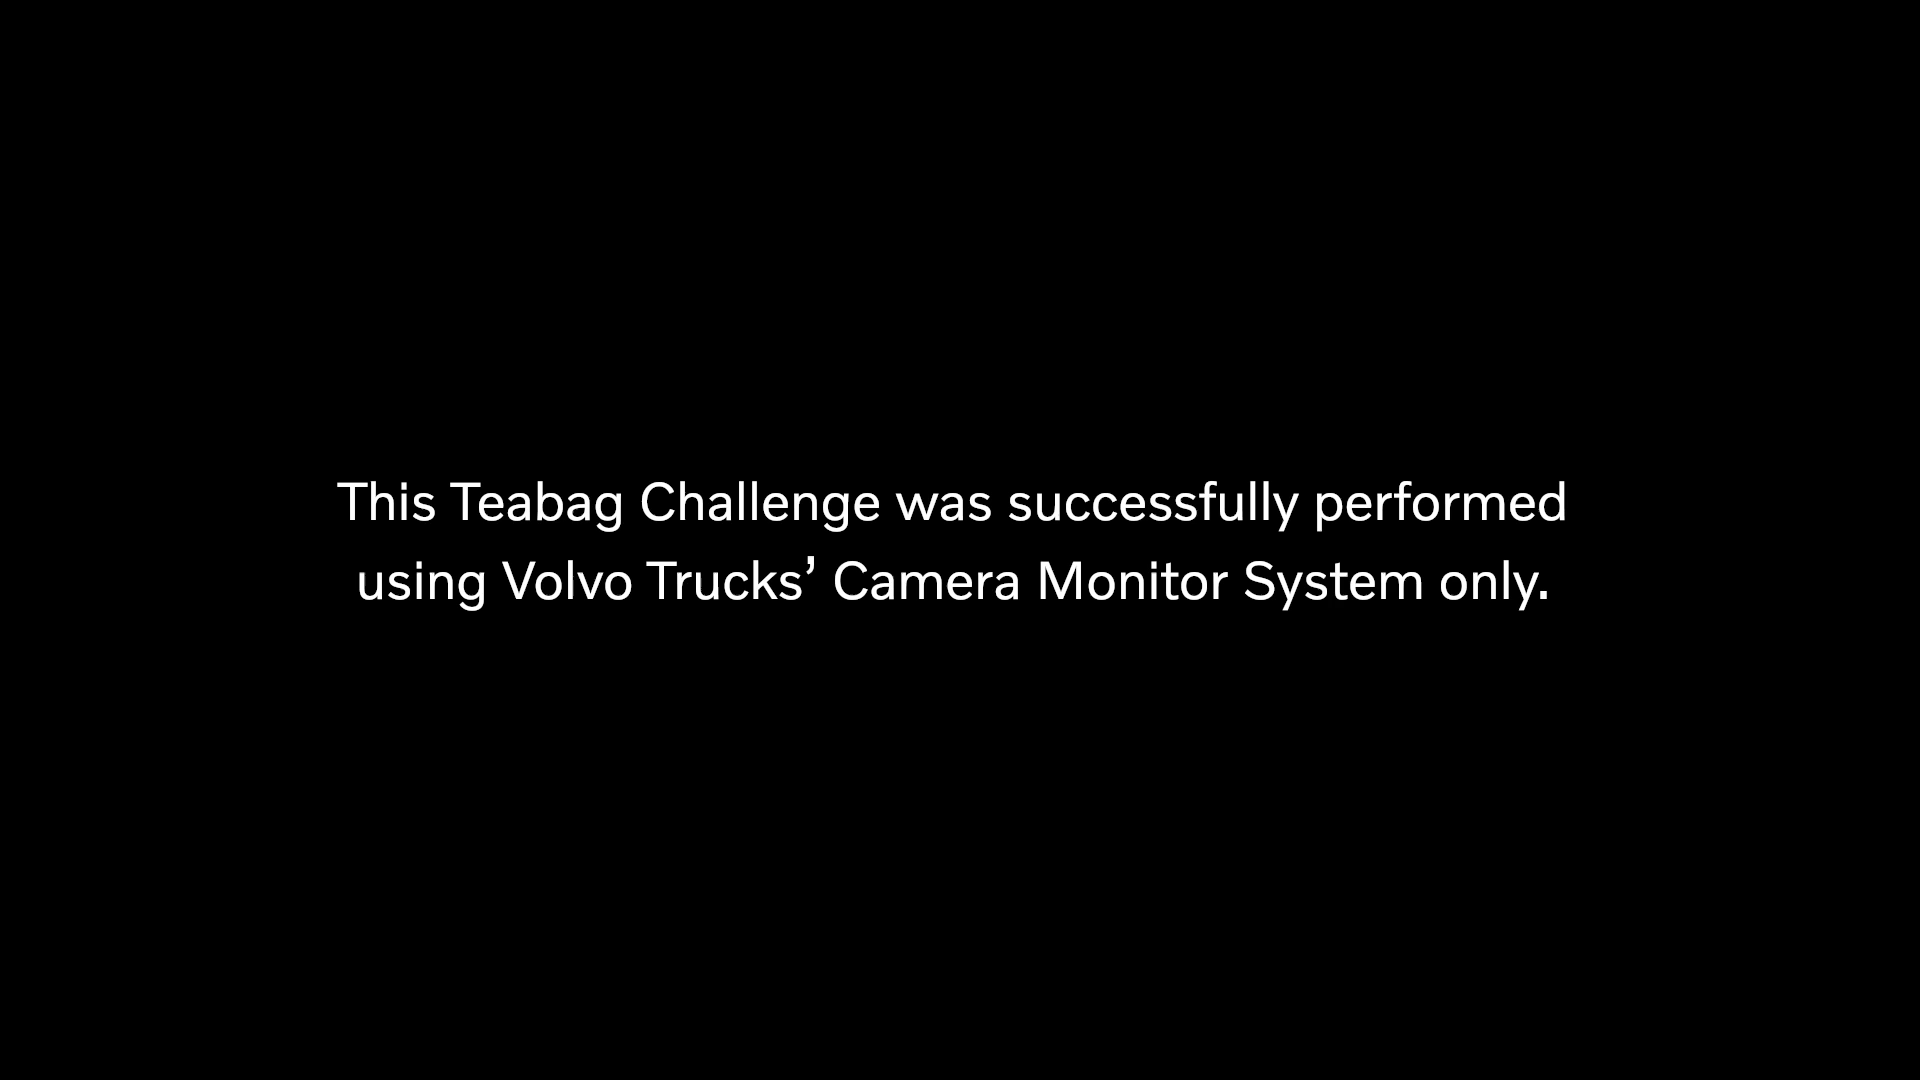 This Teabag Challenge was successfully performed
using Volvo Trucks’ Camera Monitor System only.